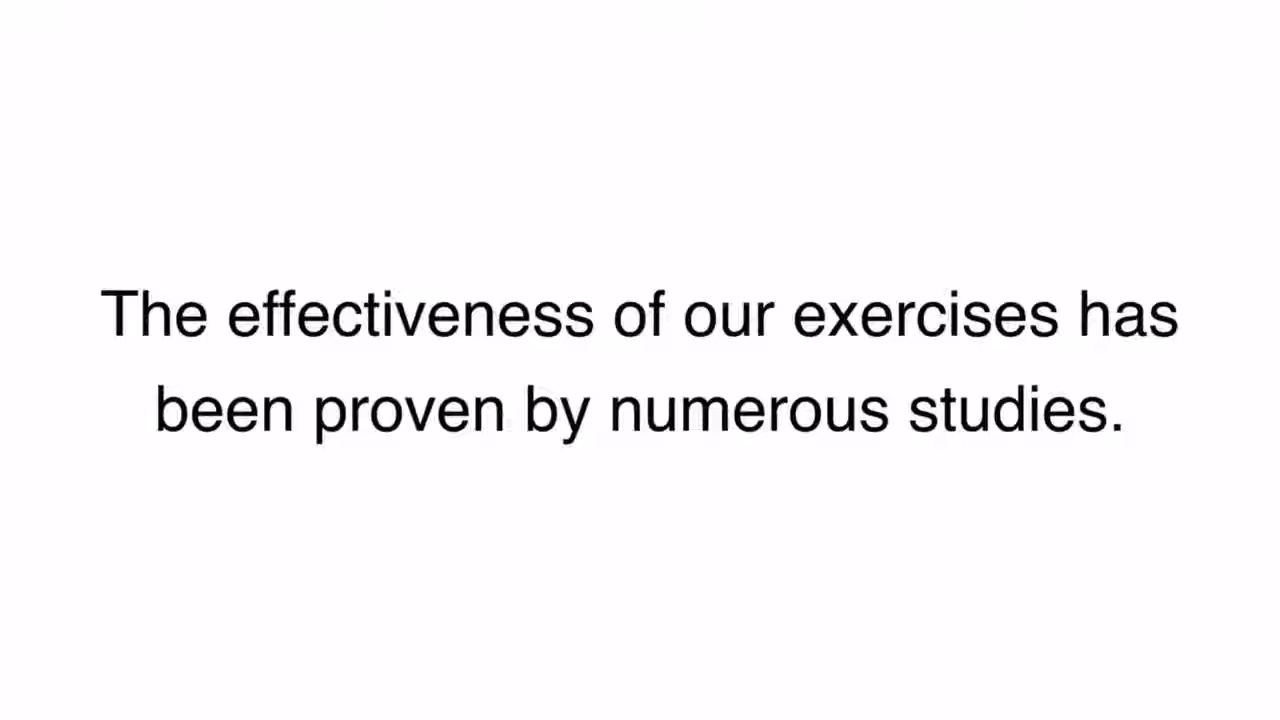 The effectiveness of our exercises has
been proven by numerous studies.